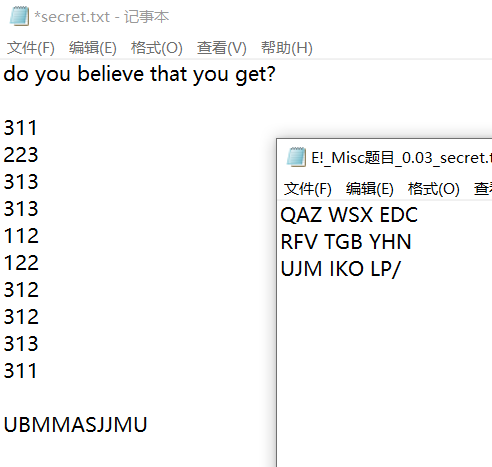 *secret.txt - 记事本
文件(F) 编辑(E) 格式(O) 查看(V) 帮助(H)
do you believe that you get?
311
223
313
313
112
122
312
312
313
311
UBMMASJJMU
E!_Misc题目_0.03_secret.t
文件(F) 编辑(E) 格式(O) 查看
QAZ WSX EDC
RFV TGB YHN
UJM IKO LP/